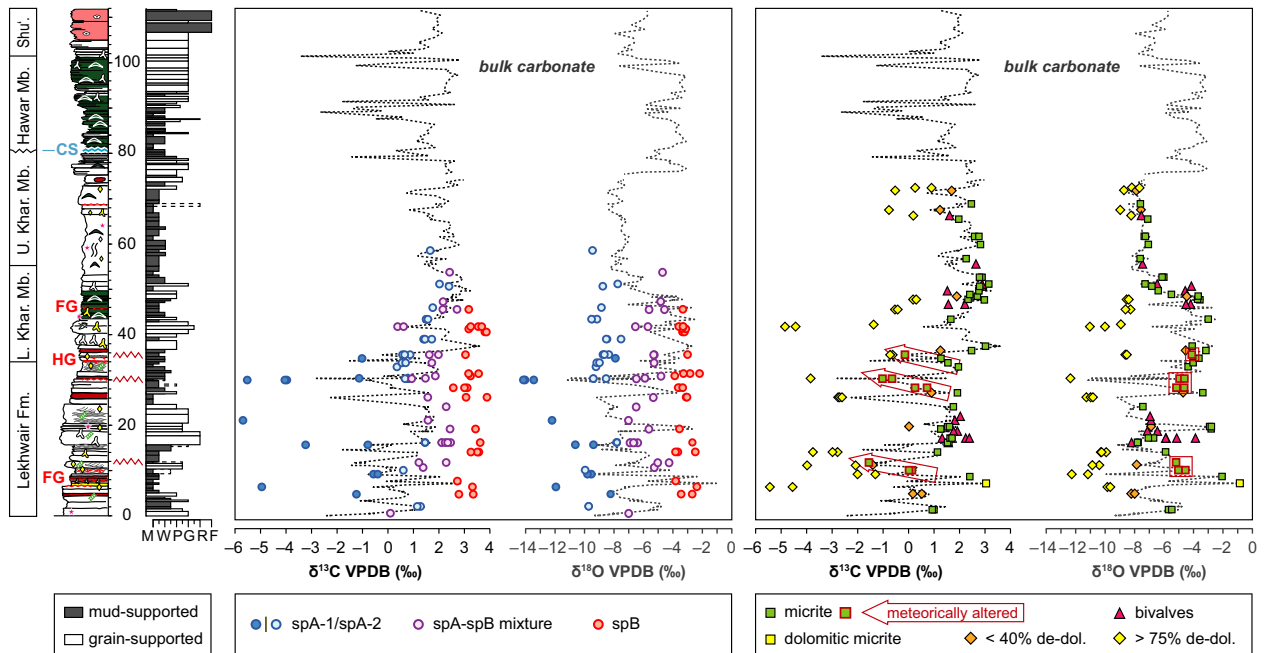 Shu'.
Hawar Mb.
U. Khar. Mb.
L. Khar. Mb.
Lekhwair Fm.
CS
FG
HG
FG
100
80
60
40
20
0
M W P G R F
bulk carbonate
bulk carbonate
−6 −5 −4 −3 −2 −1 0 1 2 3 4
δ¹³C VPDB (‰)
−14 −12 −10 −8 −6 −4 −2 0
δ¹⁸O VPDB (‰)
−6 −5 −4 −3 −2 −1 0 1 2 3 4
δ¹³C VPDB (‰)
−14 −12 −10 −8 −6 −4 −2 0
δ¹⁸O VPDB (‰)
mud-supported
grain-supported
spA-1/spA-2
spA-spB mixture
spB
micrite
meteorically altered
bivalves
dolomitic micrite
< 40% de-dol.
> 75% de-dol.